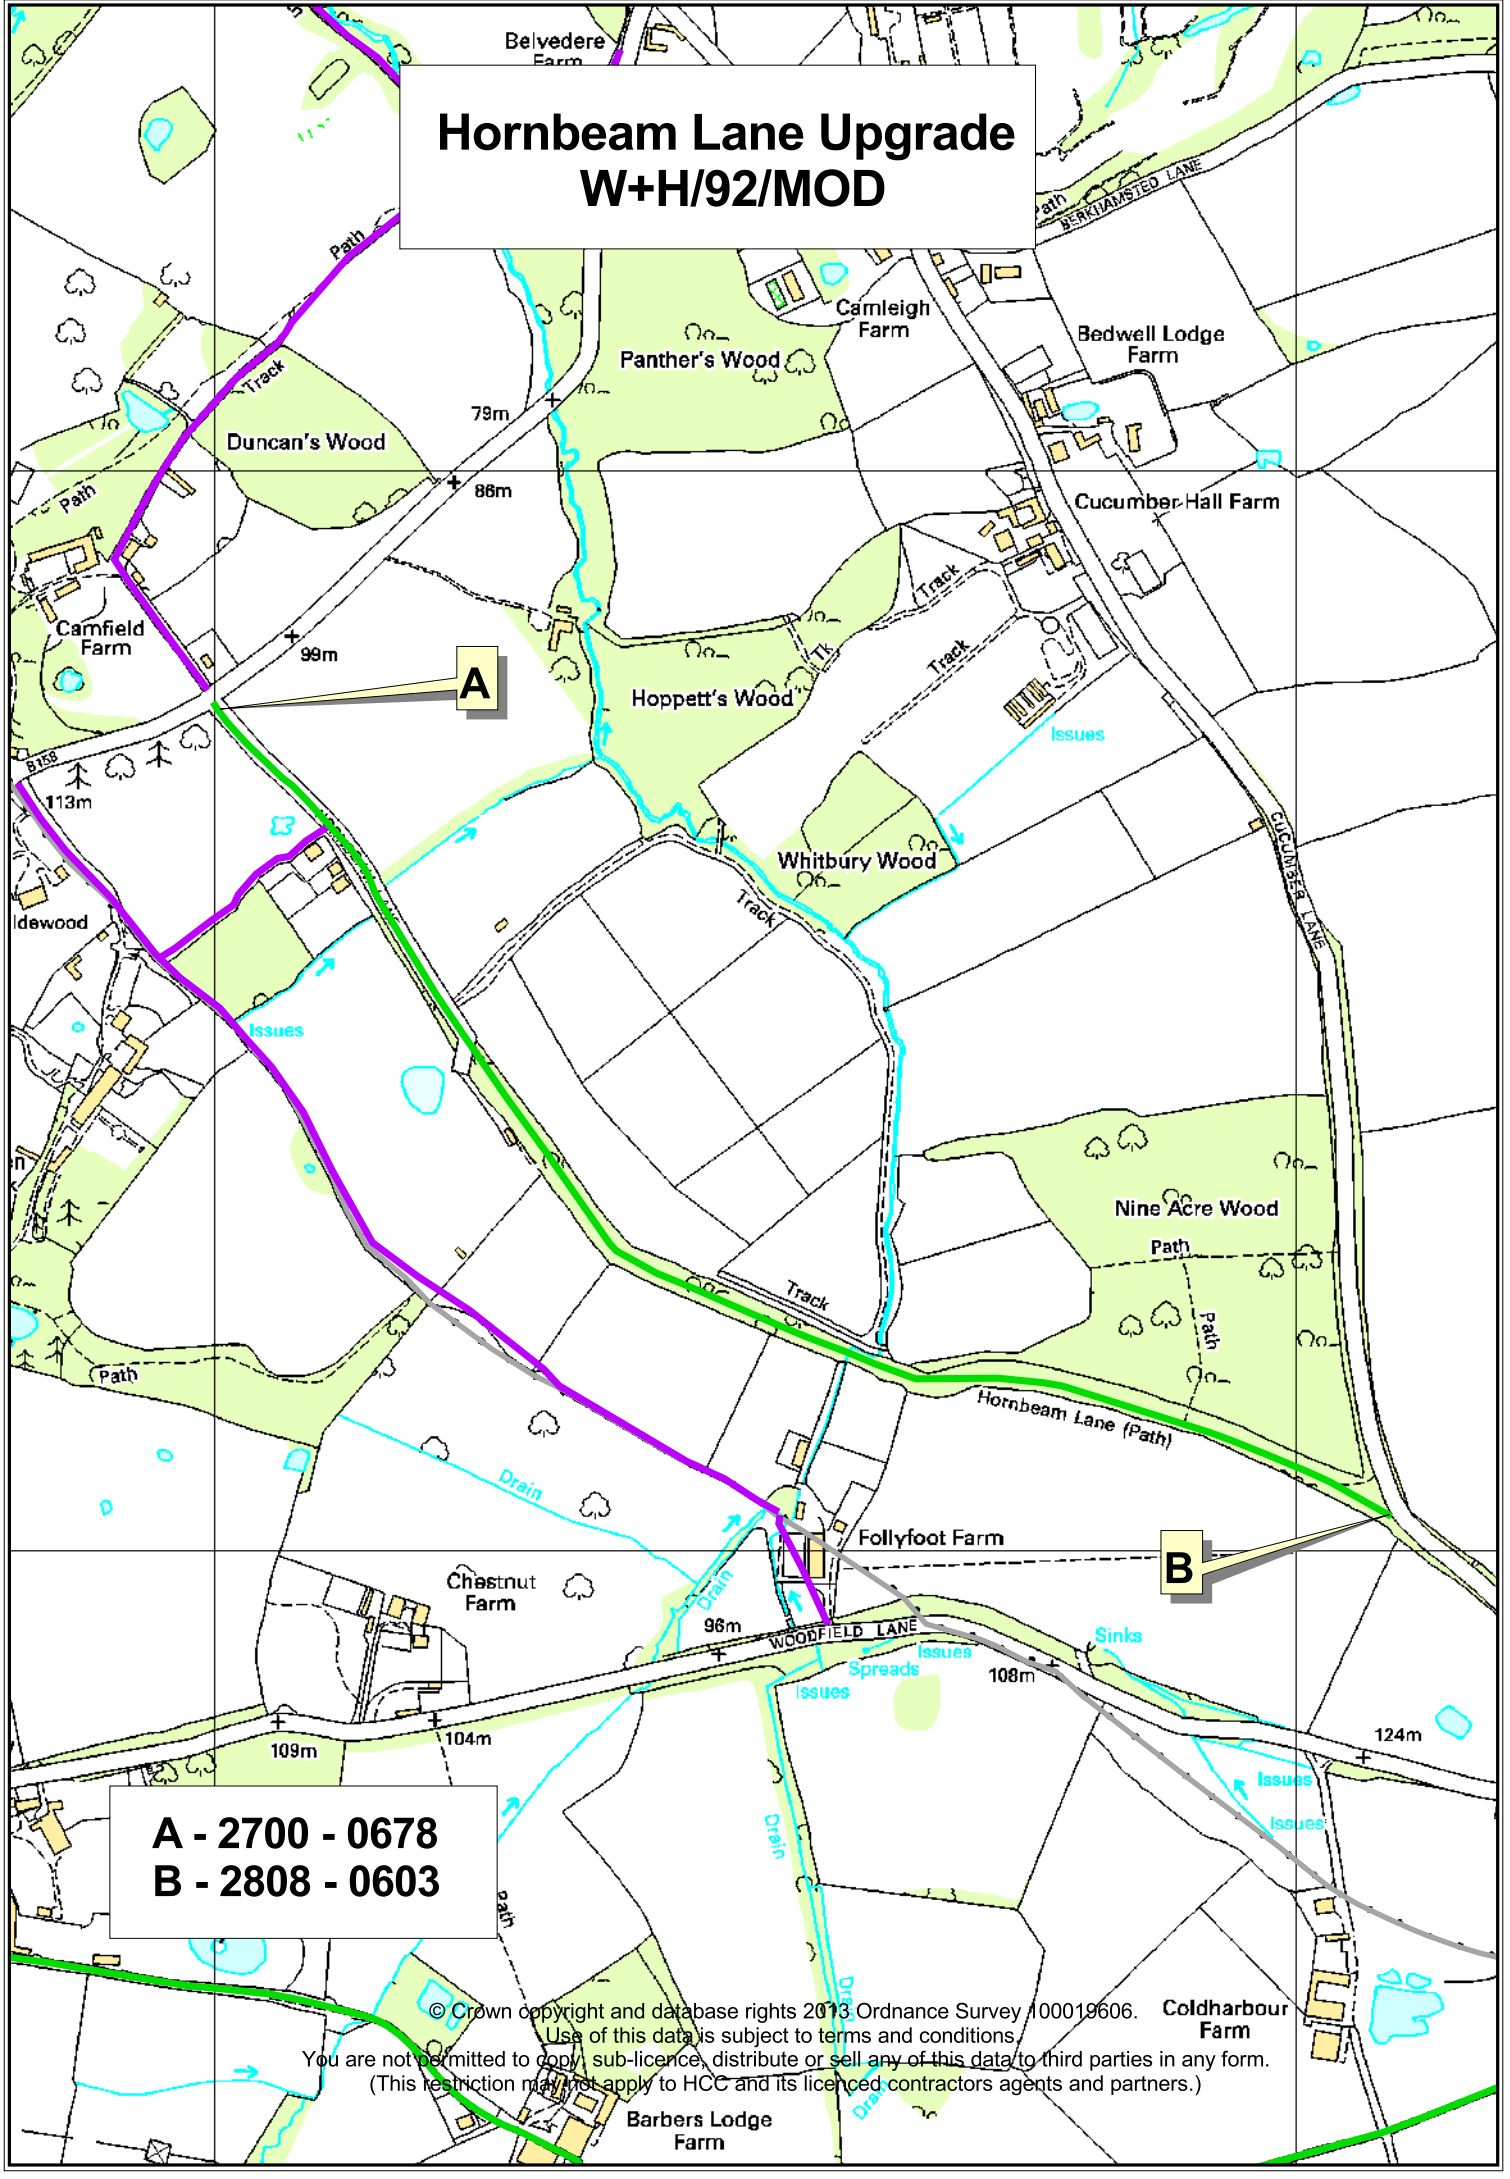 Belvedere
Farm
Hornbeam Lane Upgrade
W+H/92/MOD
Path
BERKHAMSTED LANE
Path
Camleigh
Farm
Bedwell Lodge
Farm
Panther's Wood
Track
79m
Duncan's Wood
86m
Path
Cucumber Hall Farm
Track
Camfield
Farm
99m
Tk
Track
A
Hoppett's Wood
Issues
B158
113m
CUCUMBER LANE
Whitbury Wood
Track
ldewood
Issues
en
Nine Acre Wood
Path
Track
Path
Path
Hornbeam Lane (Path)
Drain
Follyfoot Farm
B
Chestnut
Farm
Drain
96m
WOODFIELD LANE
Sinks
Issues
Spreads
108m
Issues
109m
104m
124m
Issues
Issues
A - 2700 - 0678
B - 2808 - 0603
Drain
Path
Drain
© Crown copyright and database rights 2013 Ordnance Survey 100019606.
Use of this data is subject to terms and conditions.
You are not permitted to copy, sub-licence, distribute or sell any of this data to third parties in any form.
(This restriction may not apply to HCC and its licenced contractors agents and partners.)
Coldharbour
Farm
Drain
Barbers Lodge
Farm